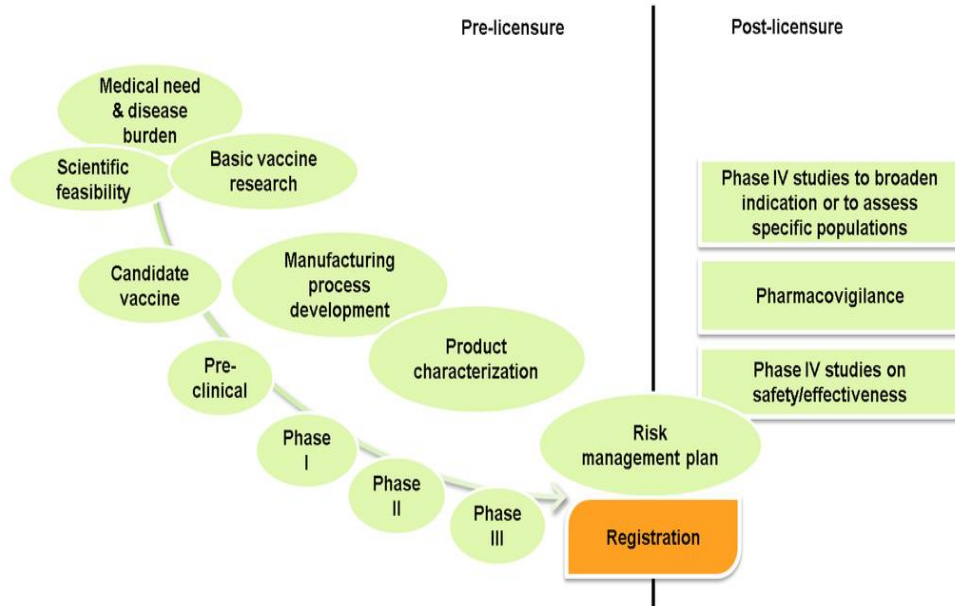 Pre-licensure
Post-licensure
Medical need
& disease
burden
Scientific
feasibility
Basic vaccine
research
Phase IV studies to broaden
indication or to assess
specific populations
Candidate
vaccine
Manufacturing
process
development
Pharmacovigilance
Product
characterization
Pre-
clinical
Phase IV studies on
safety/effectiveness
Phase
I
Risk
management plan
Phase
II
Phase
III
Registration